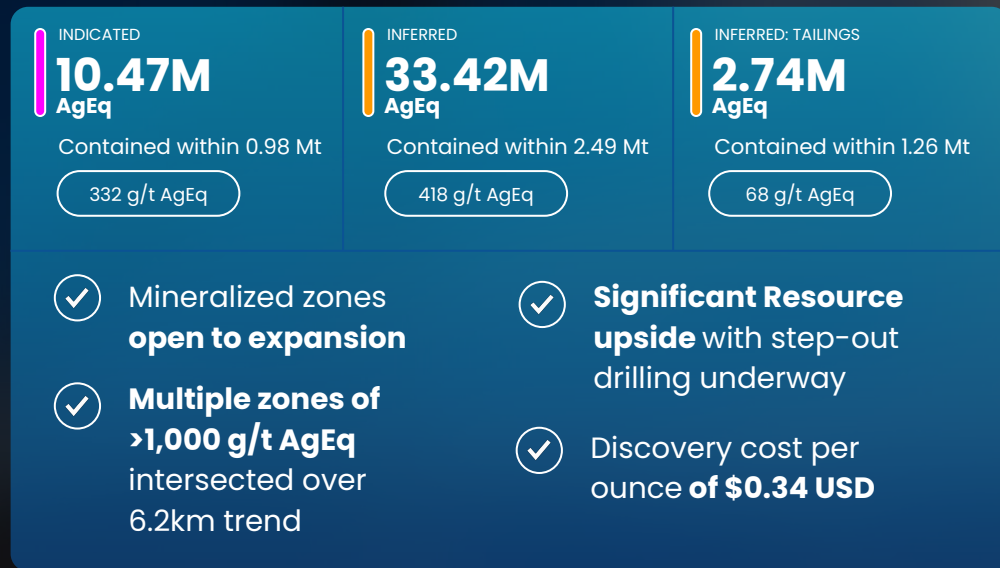 INDICATED
10.47M
AgEq
Contained within 0.98 Mt
332 g/t AgEq
INFERRED
33.42M
AgEq
Contained within 2.49 Mt
418 g/t AgEq
INFERRED: TAILINGS
2.74M
AgEq
Contained within 1.26 Mt
68 g/t AgEq
Mineralized zones
open to expansion
Multiple zones of
>1,000 g/t AgEq
intersected over
6.2km trend
Significant Resource
upside with step-out
drilling underway
Discovery cost per
ounce of $0.34 USD